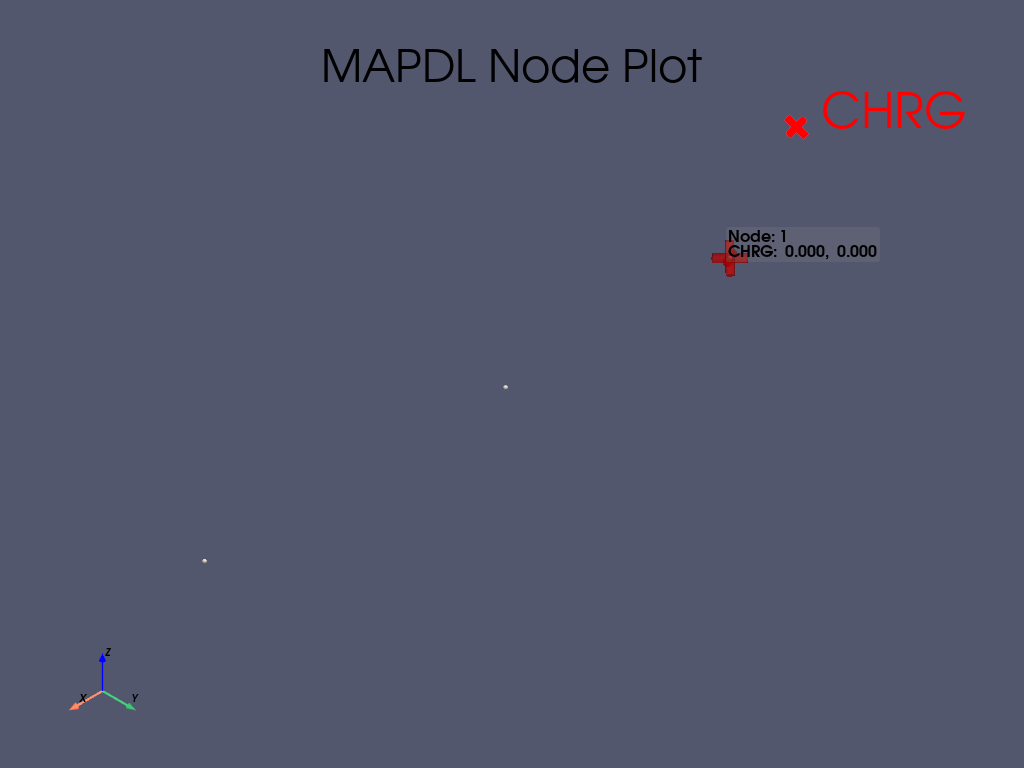 MAPDL Node Plot
CHRG
Node: 1
CHRG: 0.000, 0.000
Z
X
Y